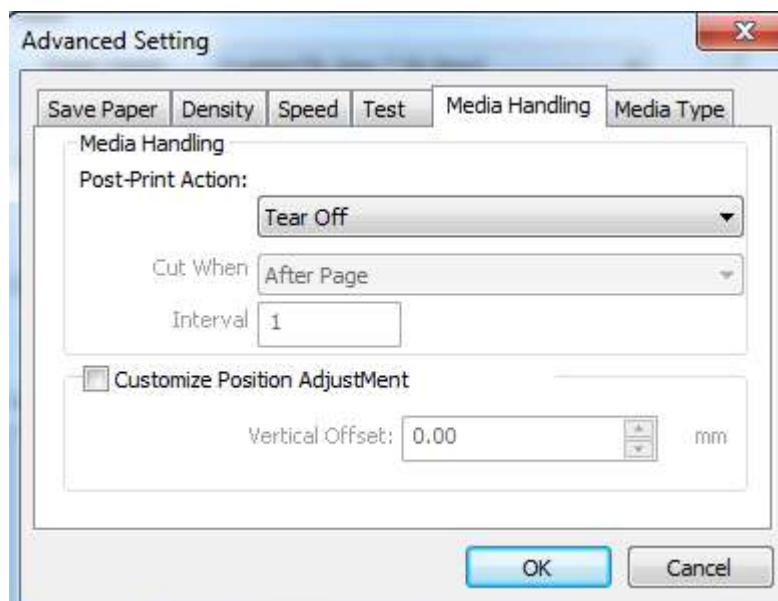 Advanced Setting
Save Paper Density Speed Test Media Handling Media Type
Media Handling
Post-Print Action:
Tear Off
Cut When After Page
Interval 1
Customize Position AdjustMent
Vertical Offset: 0.00 mm
OK Cancel